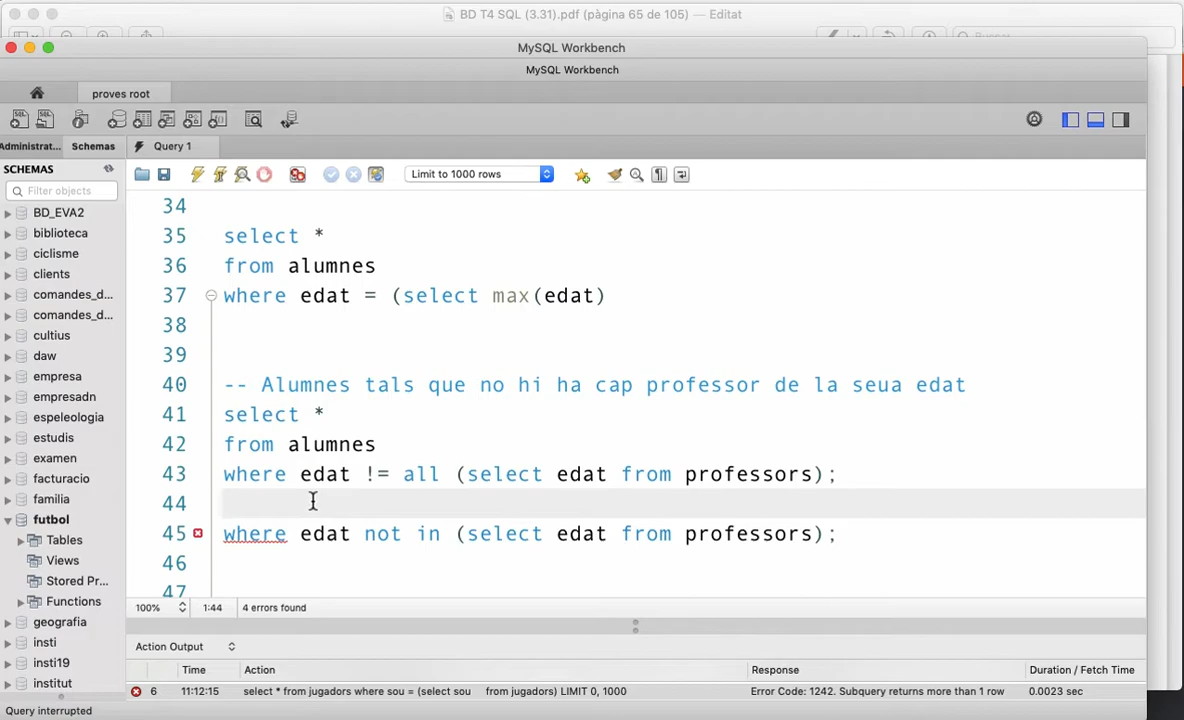 BD T4 SQL (3.31).pdf (pàgina 65 de 105) — Editat
MySQL Workbench
MySQL Workbench
proves root
Administrat... Schemas Query 1
SCHEMAS
Limit to 1000 rows
Filter objects
BD_EVA2
biblioteca
ciclisme
clients
comandes_d...
comandes_d...
cultius
daw
empresa
empresadn
espeleologia
estudis
examen
facturacio
familia
futbol
Tables
Views
Stored Pr...
Functions
geografia
insti
insti19
institut
34
35 select *
36 from alumnes
37 where edat = (select max(edat)
38
39
40 -- Alumnes tals que no hi ha cap professor de la seua edat
41 select *
42 from alumnes
43 where edat != all (select edat from professors);
44
45 where edat not in (select edat from professors);
46
47
100% 1:44 4 errors found
Action Output
Time Action Response Duration / Fetch Time
6 11:12:15 select * from jugadors where sou = (select sou from jugadors) LIMIT 0, 1000 Error Code: 1242. Subquery returns more than 1 row 0.0023 sec
Query interrupted